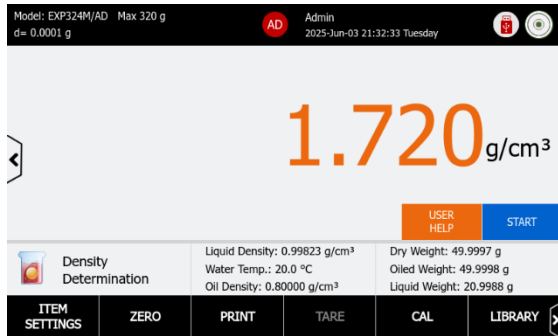 Model: EXP324M/AD Max 320 g
d= 0.0001 g
AD
Admin
2025-Jun-03 21:32:33 Tuesday
1.720 g/cm³
USER
HELP
START
Density
Determination
Liquid Density: 0.99823 g/cm³
Water Temp.: 20.0 °C
Oil Density: 0.80000 g/cm³
Dry Weight: 49.9997 g
Oiled Weight: 49.9998 g
Liquid Weight: 20.9988 g
ITEM
SETTINGS
ZERO
PRINT
TARE
CAL
LIBRARY